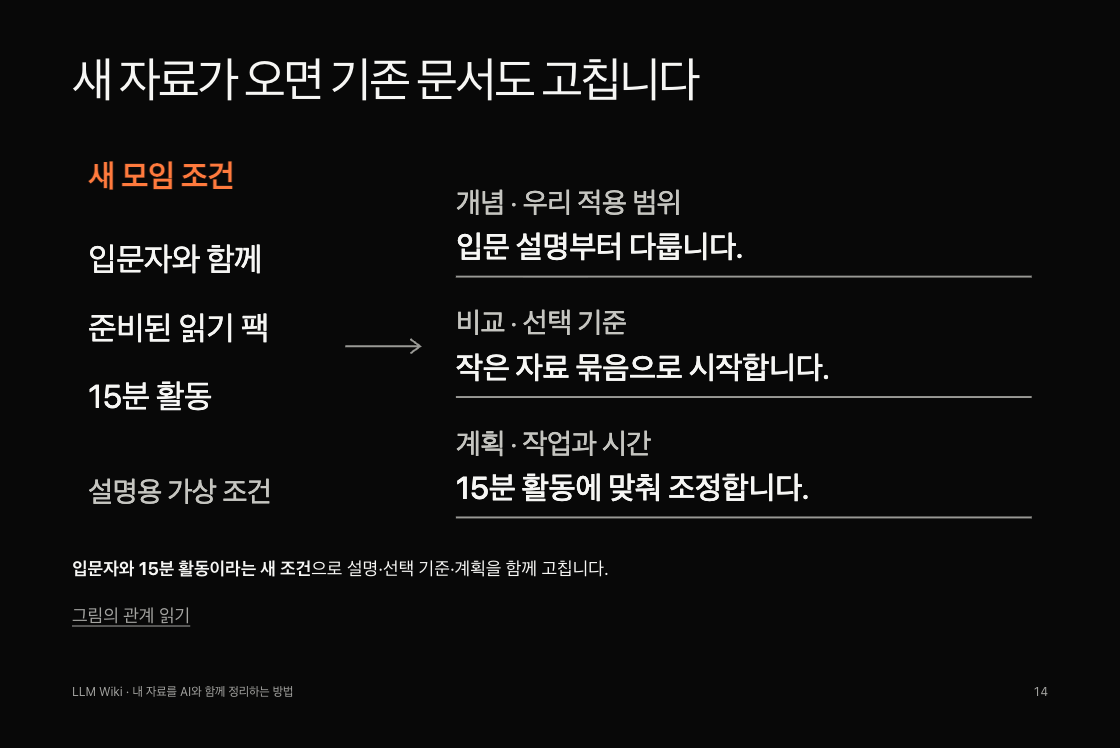 새 자료가 오면 기존 문서도 고칩니다
새 모임 조건
입문자와 함께
준비된 읽기 팩
15분 활동
설명용 가상 조건
개념 · 우리 적용 범위
입문 설명부터 다룹니다.
비교 · 선택 기준
작은 자료 묶음으로 시작합니다.
계획 · 작업과 시간
15분 활동에 맞춰 조정합니다.
입문자와 15분 활동이라는 새 조건으로 설명·선택 기준·계획을 함께 고칩니다.
그림의 관계 읽기
LLM Wiki · 내 자료를 AI와 함께 정리하는 방법
14